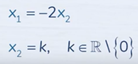 x₁ = -2x₂
x₂ = k, k∈ℝ\{0}